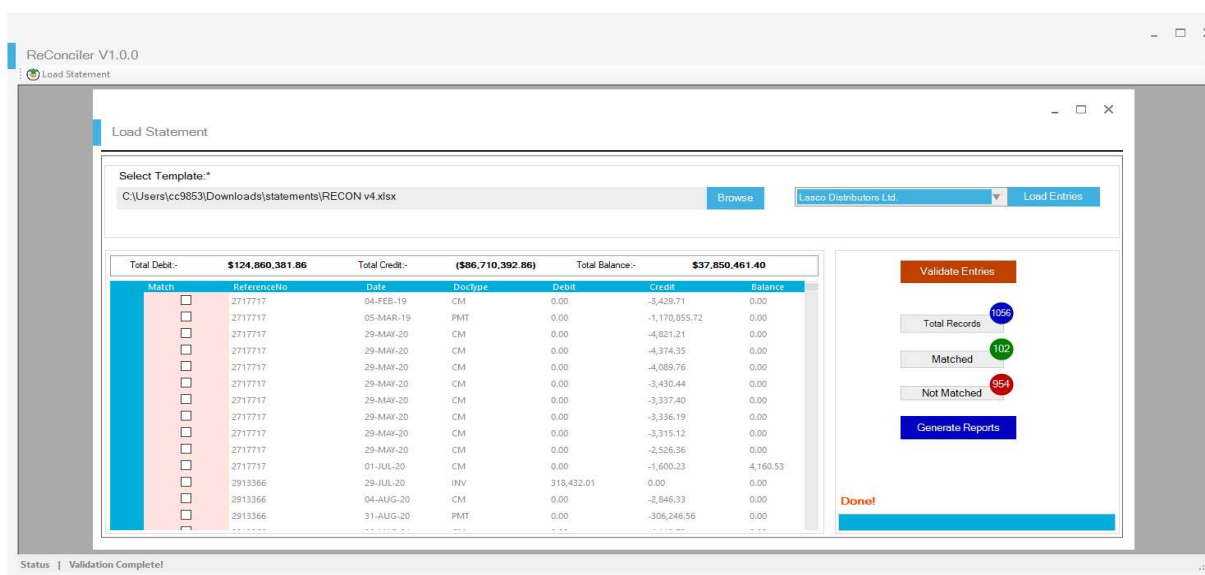 ReConciler V1.0.0
Load Statement
Load Statement
Select Template:*
C:\Users\cc9853\Downloads\statements\RECON v4.xlsx Browse Lasco Distributors Ltd. Load Entries
Total Debit:- $124,860,381.86 Total Credit:- ($86,710,392.86) Total Balance:- $37,850,461.40
Match ReferenceNo Date DocType Debit Credit Balance
2717717 04-FEB-19 CM 0.00 -3,429.71 0.00
2717717 05-MAR-19 PMT 0.00 -1,170,855.72 0.00
2717717 29-MAY-20 CM 0.00 -4,821.21 0.00
2717717 29-MAY-20 CM 0.00 -4,374.35 0.00
2717717 29-MAY-20 CM 0.00 -4,089.76 0.00
2717717 29-MAY-20 CM 0.00 -3,430.44 0.00
2717717 29-MAY-20 CM 0.00 -3,337.40 0.00
2717717 29-MAY-20 CM 0.00 -3,336.19 0.00
2717717 29-MAY-20 CM 0.00 -3,315.12 0.00
2717717 29-MAY-20 CM 0.00 -2,526.36 0.00
2717717 01-JUL-20 CM 0.00 -1,600.23 4,160.53
2913366 29-JUL-20 INV 318,432.01 0.00 0.00
2913366 04-AUG-20 CM 0.00 -2,846.33 0.00
2913366 31-AUG-20 PMT 0.00 -306,246.56 0.00
Validate Entries
Total Records 1056
Matched 102
Not Matched 954
Generate Reports
Done!
Status | Validation Complete!